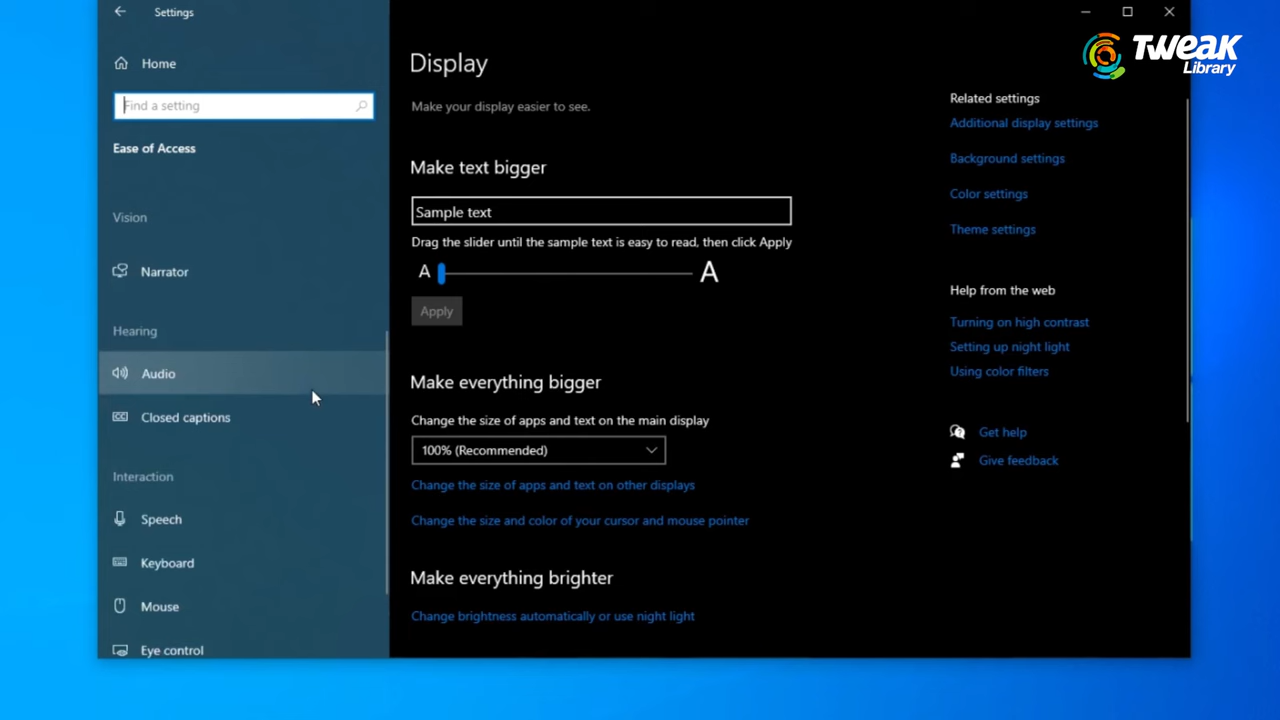 Settings
Home
Find a setting
Ease of Access
Vision
Narrator
Hearing
Audio
Closed captions
Interaction
Speech
Keyboard
Mouse
Eye control
Display
Make your display easier to see.
Make text bigger
Sample text
Drag the slider until the sample text is easy to read, then click Apply
A A
Apply
Make everything bigger
Change the size of apps and text on the main display
100% (Recommended)
Change the size of apps and text on other displays
Change the size and color of your cursor and mouse pointer
Make everything brighter
Change brightness automatically or use night light
TWEAK
Library
Related settings
Additional display settings
Background settings
Color settings
Theme settings
Help from the web
Turning on high contrast
Setting up night light
Using color filters
Get help
Give feedback